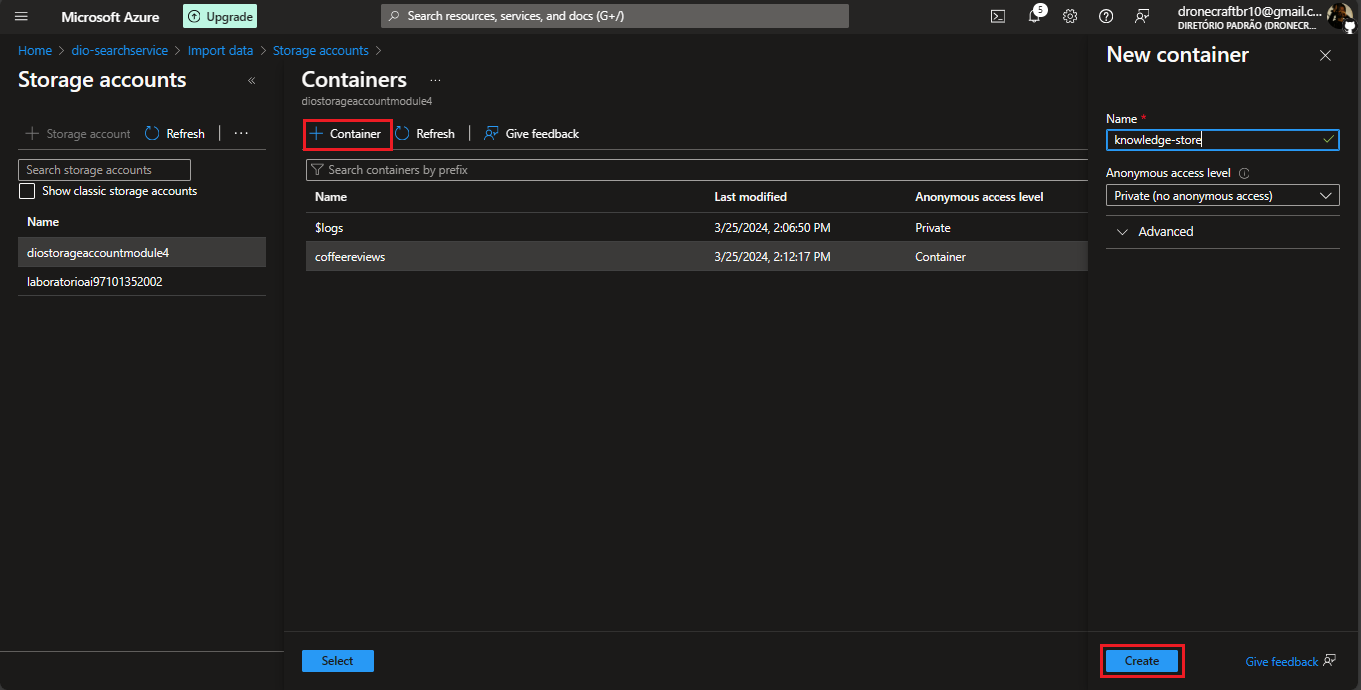 Microsoft Azure
Upgrade
Search resources, services, and docs (G+/)
5
dronecraftbr10@gmail.c...
DIRETÓRIO PADRÃO (DRONECR...
Home > dio-searchservice > Import data > Storage accounts >
Storage accounts
«
+ Storage account
Refresh
...
Search storage accounts
Show classic storage accounts
Name
diostorageaccountmodule4
laboratorioai97101352002
Containers ...
diostorageaccountmodule4
+ Container
Refresh
Give feedback
Search containers by prefix
Name Last modified Anonymous access level
$logs 3/25/2024, 2:06:50 PM Private
coffeereviews 3/25/2024, 2:12:17 PM Container
Select
New container
Name *
knowledge-store
Anonymous access level
Private (no anonymous access)
Advanced
Create
Give feedback